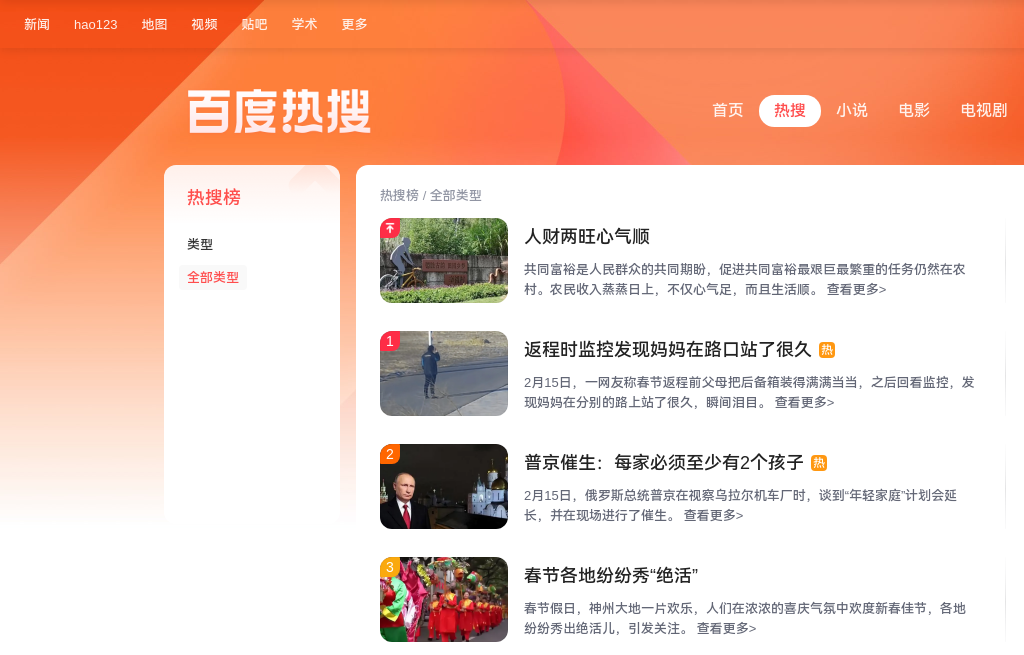 新闻 hao123 地图 视频 贴吧 学术 更多
百度热搜
首页 热搜 小说 电影 电视剧
热搜榜
类型
全部类型
热搜榜 / 全部类型
人财两旺心气顺
共同富裕是人民群众的共同期盼，促进共同富裕最艰巨最繁重的任务仍然在农
村。农民收入蒸蒸日上，不仅心气足，而且生活顺。 查看更多>
1
返程时监控发现妈妈在路口站了很久 热
2月15日，一网友称春节返程前父母把后备箱装得满满当当，之后回看监控，发
现妈妈在分别的路上站了很久，瞬间泪目。 查看更多>
2
普京催生：每家必须至少有2个孩子 热
2月15日，俄罗斯总统普京在视察乌拉尔机车厂时，谈到“年轻家庭”计划会延
长，并在现场进行了催生。 查看更多>
3
春节各地纷纷秀“绝活”
春节假日，神州大地一片欢乐，人们在浓浓的喜庆气氛中欢度新春佳节，各地
纷纷秀出绝活儿，引发关注。 查看更多>